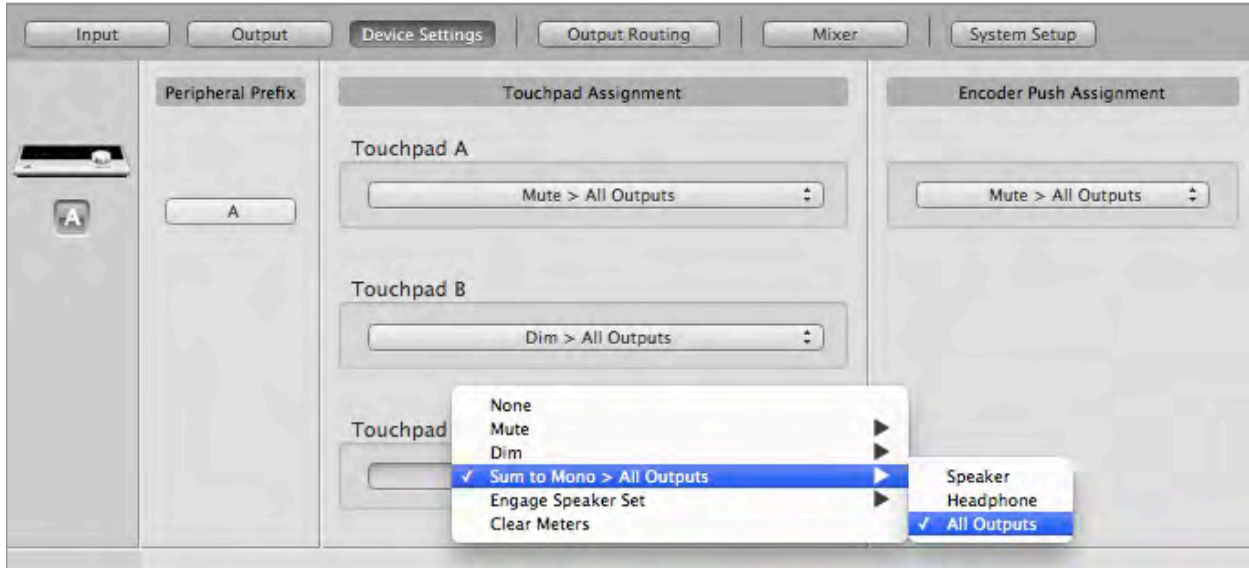 Input
Output
Device Settings
Output Routing
Mixer
System Setup
Peripheral Prefix
Touchpad Assignment
Encoder Push Assignment
Touchpad A
Mute > All Outputs
Mute > All Outputs
A
A
Touchpad B
Dim > All Outputs
Touchpad
None
Mute
Dim
✓ Sum to Mono > All Outputs
Engage Speaker Set
Clear Meters
Speaker
Headphone
✓ All Outputs